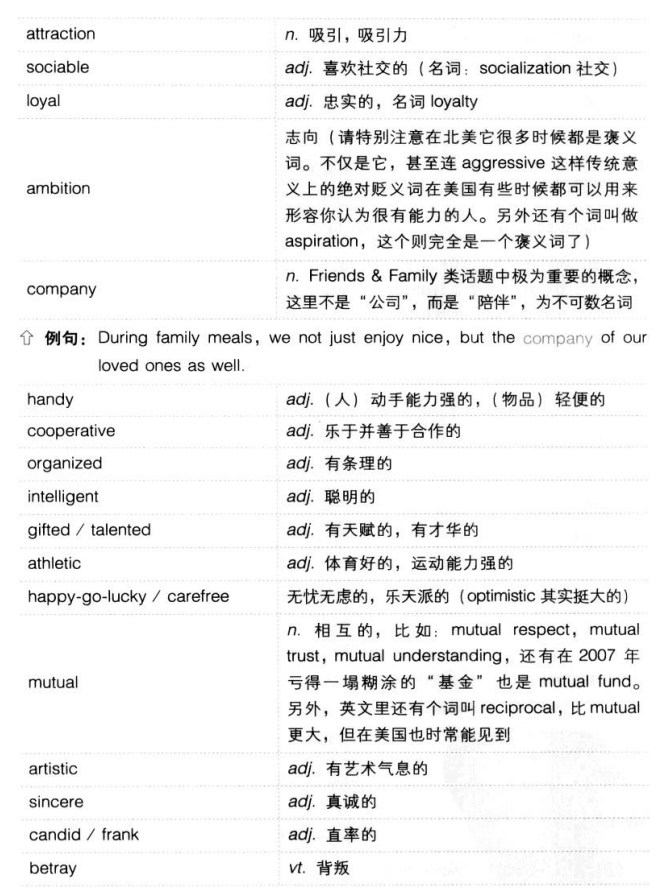 attraction n. 吸引，吸引力
sociable adj. 喜欢社交的（名词：socialization 社交）
loyal adj. 忠实的，名词 loyalty
志向（请特别注意在北美它很多时候都是褒义
词。不仅是它，甚至连 aggressive 这样传统意
ambition 义上的绝对贬义词在美国有些时候都可以用来
形容你认为很有能力的人。另外还有个词叫做
aspiration，这个则完全是一个褒义词了）
company n. Friends & Family 类话题中极为重要的概念，
这里不是“公司”，而是“陪伴”，为不可数名词
⇧ 例句：During family meals, we not just enjoy nice, but the company of our
loved ones as well.
handy adj.（人）动手能力强的，（物品）轻便的
cooperative adj. 乐于并善于合作的
organized adj. 有条理的
intelligent adj. 聪明的
gifted / talented adj. 有天赋的，有才华的
athletic adj. 体育好的，运动能力强的
happy-go-lucky / carefree 无忧无虑的，乐天派的（optimistic 其实挺大的）
n. 相互的，比如：mutual respect, mutual
trust, mutual understanding，还有在 2007 年
mutual 亏得一塌糊涂的“基金”也是 mutual fund。
另外，英文里还有个词叫 reciprocal，比 mutual
更大，但在美国也时常能见到
artistic adj. 有艺术气息的
sincere adj. 真诚的
candid / frank adj. 直率的
betray vt. 背叛